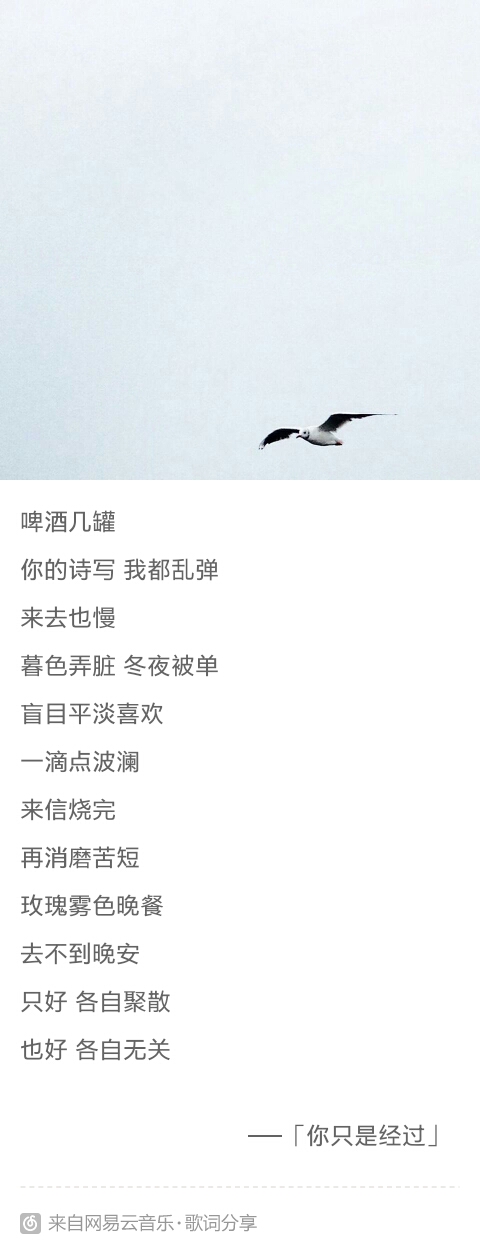 啤酒几罐
你的诗写 我都乱弹
来去也慢
暮色弄脏 冬夜被单
盲目平淡喜欢
一滴点波澜
来信烧完
再消磨苦短
玫瑰雾色晚餐
去不到晚安
只好 各自聚散
也好 各自无关
——「你只是经过」
来自网易云音乐·歌词分享